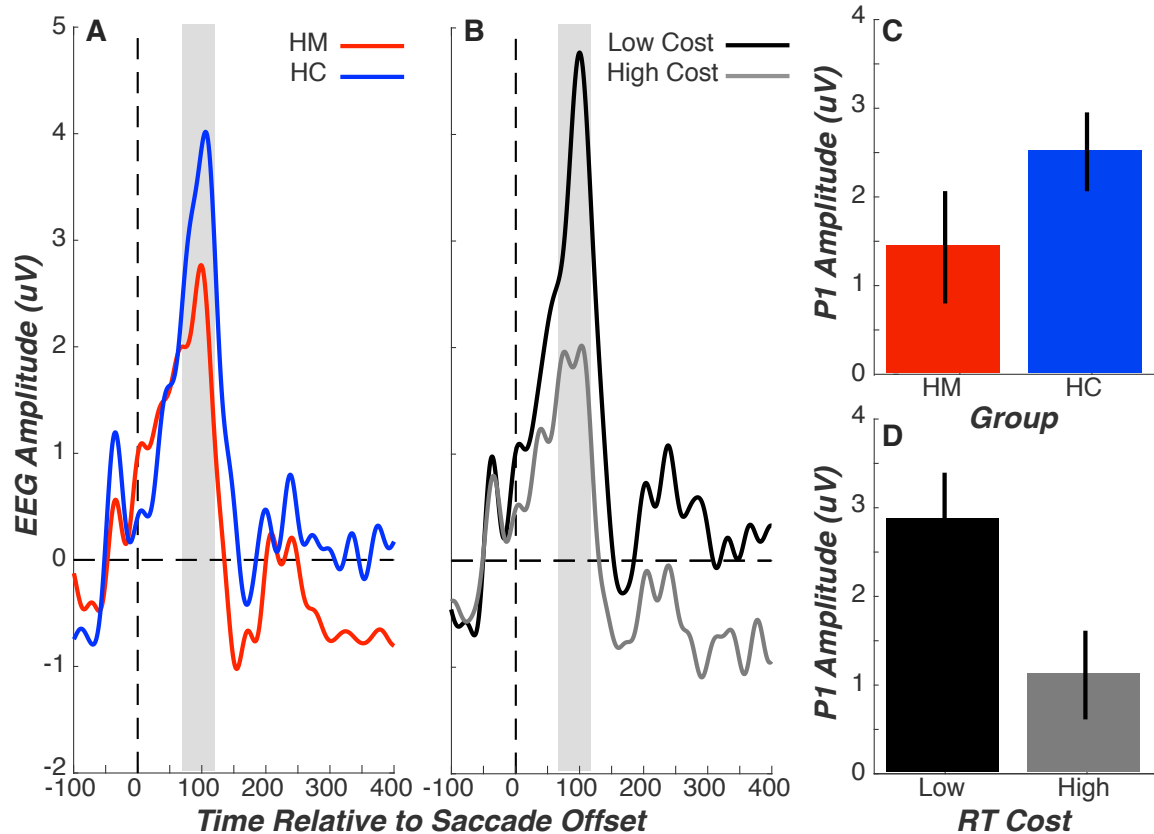 A
HM
HC
5
4
3
2
1
0
-1
-2
EEG Amplitude (uV)
-100
0
100
200
300
400
B
Low Cost
High Cost
-100
0
100
200
300
400
Time Relative to Saccade Offset
C
4
3
2
1
0
P1 Amplitude (uV)
HM
HC
Group
D
4
3
2
1
0
P1 Amplitude (uV)
Low
High
RT Cost